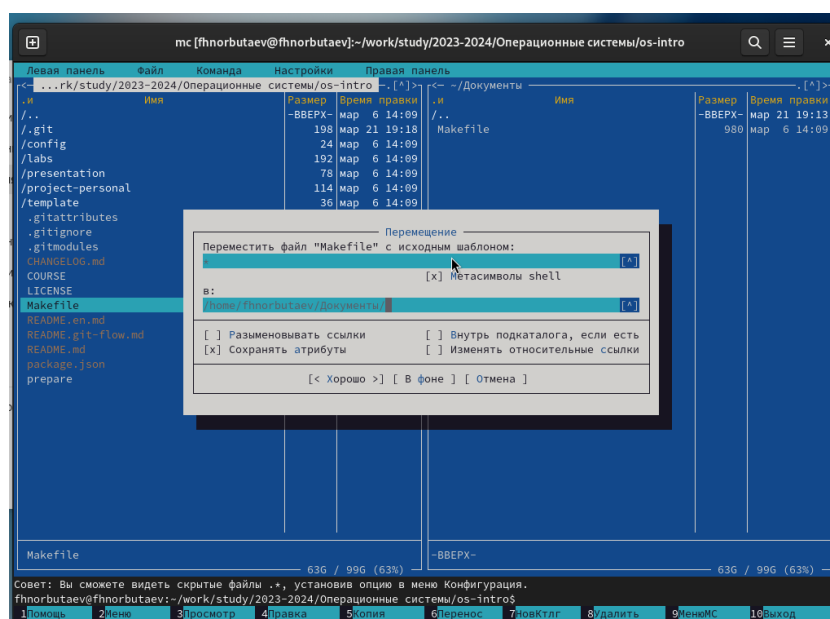 mc [fhnorbutaev@fhnorbutaev]:~/work/study/2023-2024/Операционные системы/os-intro
Левая панель Файл Команда Настройки Правая панель
<— ...rk/study/2023-2024/Операционные системы/os-intro —.[^]>
.и Имя Размер Время правки
/.. -ВВЕРХ- мар 6 14:09
/.git 198 мар 21 19:18
/config 24 мар 6 14:09
/labs 192 мар 6 14:09
/presentation 78 мар 6 14:09
/project-personal 114 мар 6 14:09
/template 36 мар 6 14:09
.gitattributes
.gitignore
.gitmodules
CHANGELOG.md
COURSE
LICENSE
Makefile
README.en.md
README.git-flow.md
README.md
package.json
prepare
Makefile
63G / 99G (63%)
<— ~/Документы —.[^]>
.и Имя Размер Время правки
/.. -ВВЕРХ- мар 21 19:13
Makefile 980 мар 6 14:09
-ВВЕРХ-
63G / 99G (63%)
Перемещение
Переместить файл "Makefile" с исходным шаблоном:
*
[^]
[x] Метасимволы shell
в:
/home/fhnorbutaev/Документы/ [^]
[ ] Разыменовывать ссылки [ ] Внутрь подкаталога, если есть
[x] Сохранять атрибуты [ ] Изменять относительные ссылки
[< Хорошо >] [ В фоне ] [ Отмена ]
Совет: Вы сможете видеть скрытые файлы .*, установив опцию в меню Конфигурация.
fhnorbutaev@fhnorbutaev:~/work/study/2023-2024/Операционные системы/os-intro$
1Помощь 2Меню 3Просмотр 4Правка 5Копия 6Перенос 7НовКтлг 8Удалить 9МенюМС 10Выход